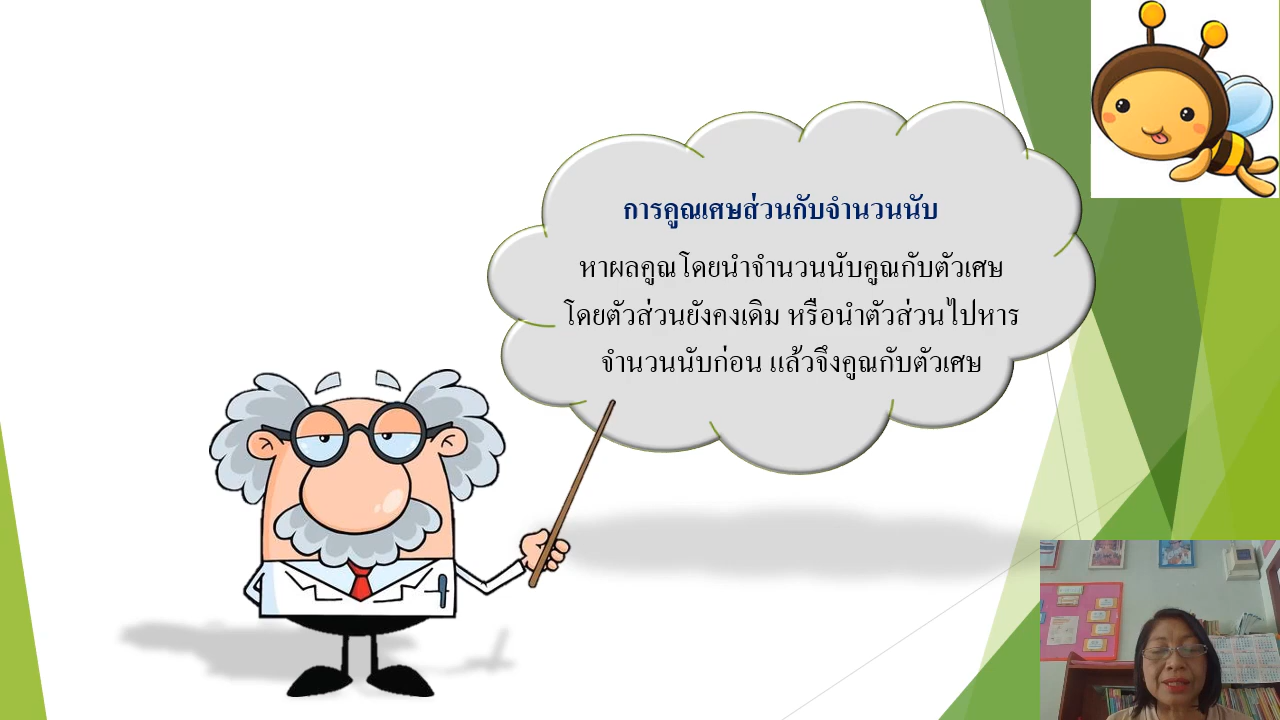 การคูณเศษส่วนกับจำนวนนับ
หาผลคูณโดยนำจำนวนนับคูณกับตัวเศษ
โดยตัวส่วนยังคงเดิม หรือนำตัวส่วนไปหาร
จำนวนนับก่อน แล้วจึงคูณกับตัวเศษ